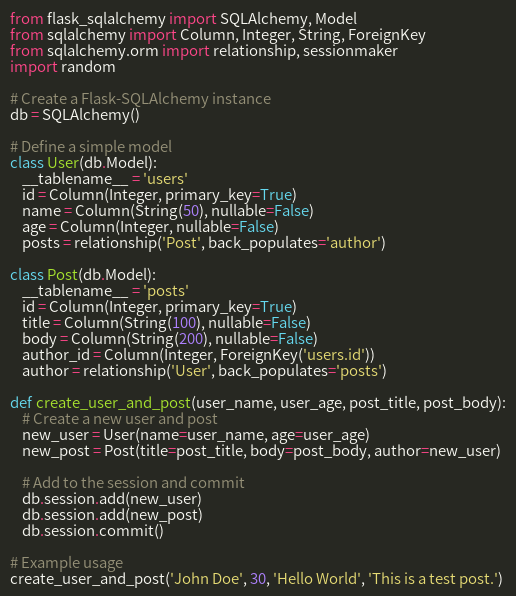 from flask_sqlalchemy import SQLAlchemy, Model
from sqlalchemy import Column, Integer, String, ForeignKey
from sqlalchemy.orm import relationship, sessionmaker
import random

# Create a Flask-SQLAlchemy instance
db = SQLAlchemy()

# Define a simple model
class User(db.Model):
    __tablename__ = 'users'
    id = Column(Integer, primary_key=True)
    name = Column(String(50), nullable=False)
    age = Column(Integer, nullable=False)
    posts = relationship('Post', back_populates='author')

class Post(db.Model):
    __tablename__ = 'posts'
    id = Column(Integer, primary_key=True)
    title = Column(String(100), nullable=False)
    body = Column(String(200), nullable=False)
    author_id = Column(Integer, ForeignKey('users.id'))
    author = relationship('User', back_populates='posts')

def create_user_and_post(user_name, user_age, post_title, post_body):
    # Create a new user and post
    new_user = User(name=user_name, age=user_age)
    new_post = Post(title=post_title, body=post_body, author=new_user)

    # Add to the session and commit
    db.session.add(new_user)
    db.session.add(new_post)
    db.session.commit()

# Example usage
create_user_and_post('John Doe', 30, 'Hello World', 'This is a test post.')